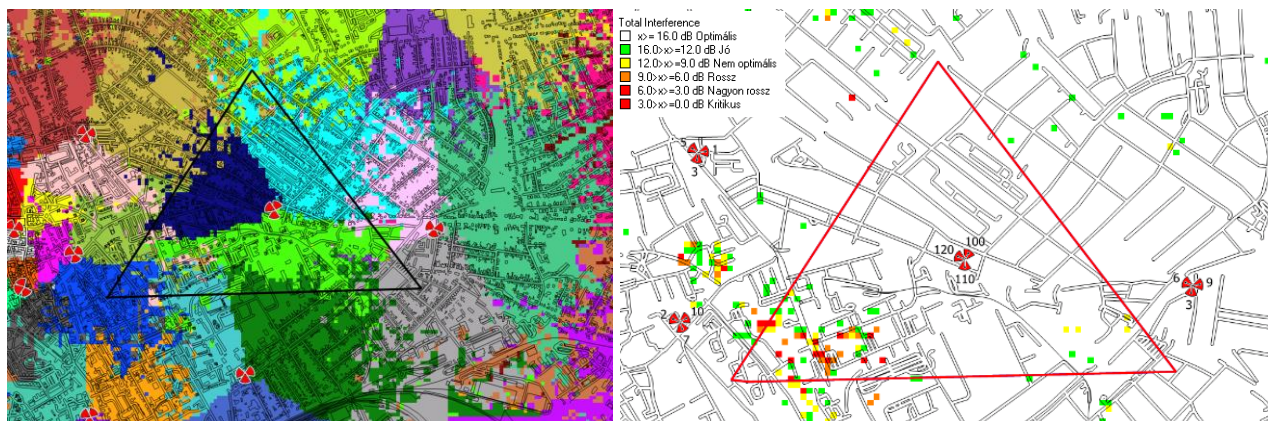 Total Interference
x>= 16.0 dB Optimális
16.0>x>=12.0 dB Jó
12.0>x>=9.0 dB Nem optimális
9.0>x>=6.0 dB Rossz
6.0>x>=3.0 dB Nagyon rossz
3.0>x>=0.0 dB Kritikus
5 1
3
120 100
110
6 9
3
2 10
7